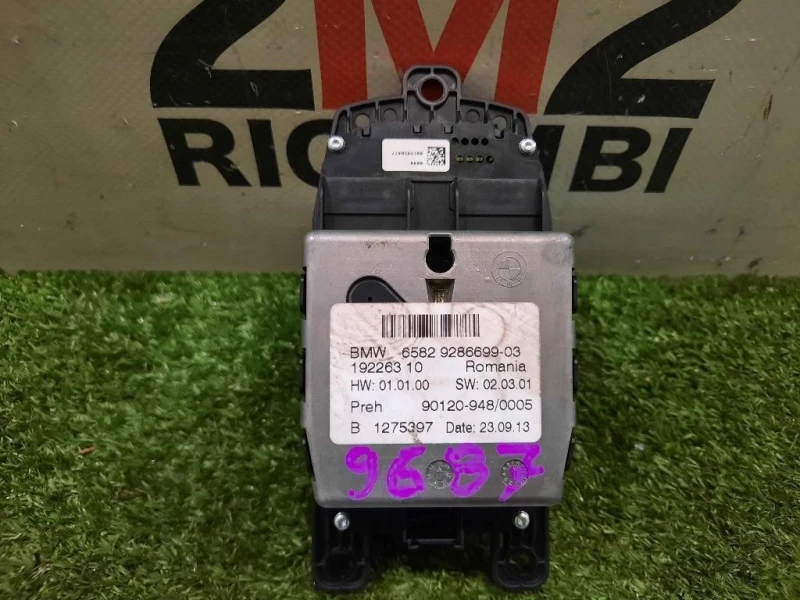 2M2
RICAMBI
BMW 6582 9286699-03
192263 10 Romania
HW: 01.01.00 SW: 02.03.01
Preh 90120-948/0005
B 1275397 Date: 23.09.13
9687